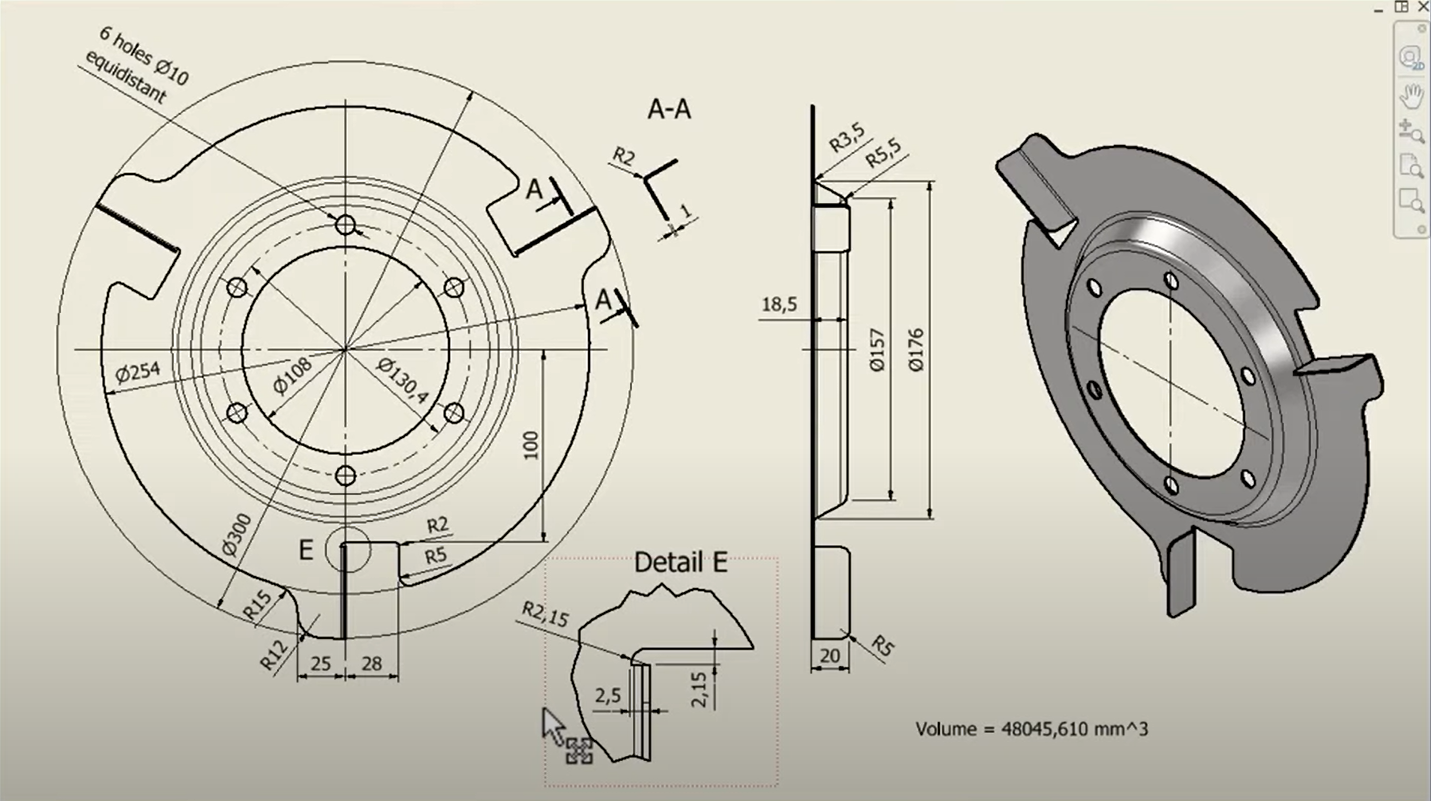 6 holes Ø10
equidistant
A-A
R2
1
A
A
R3,5
R5,5
18,5
Ø157
Ø176
Ø254
Ø108
Ø130,4
100
Ø300
E
R2
R5
R15
R12
25
28
Detail E
R2,15
2,5
2,15
20
R5
Volume = 48045,610 mm^3
2D